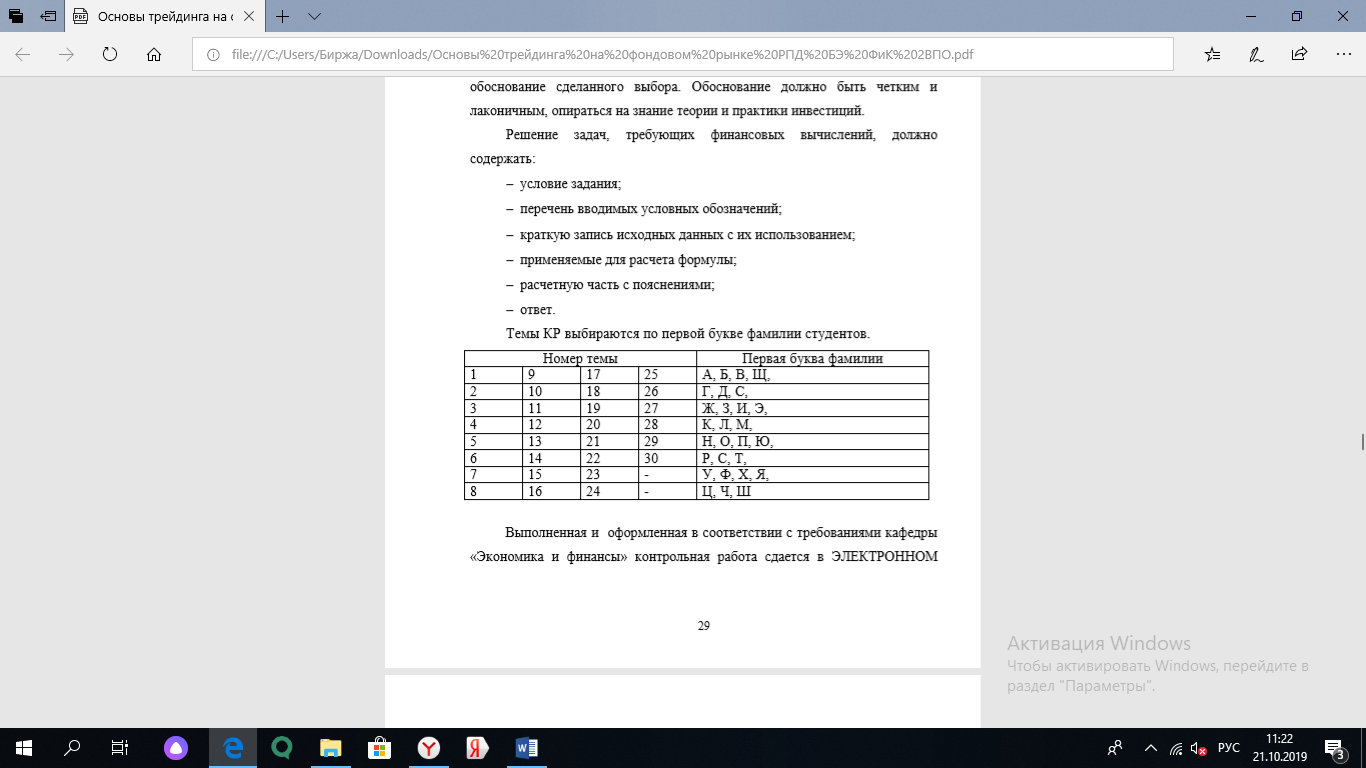 Основы трейдинга на с
file:///C:/Users/Биржа/Downloads/Основы%20трейдинга%20на%20фондовом%20рынке%20РПД%20БЭ%20ФиК%202ВПО.pdf
обоснование сделанного выбора. Обоснование должно быть четким и
лаконичным, опираться на знание теории и практики инвестиций.
Решение задач, требующих финансовых вычислений, должно
содержать:
– условие задания;
– перечень вводимых условных обозначений;
– краткую запись исходных данных с их использованием;
– применяемые для расчета формулы;
– расчетную часть с пояснениями;
– ответ.
Темы КР выбираются по первой букве фамилии студентов.
Номер темы Первая буква фамилии
1 9 17 25 А, Б, В, Щ,
2 10 18 26 Г, Д, С,
3 11 19 27 Ж, З, И, Э,
4 12 20 28 К, Л, М,
5 13 21 29 Н, О, П, Ю,
6 14 22 30 Р, С, Т,
7 15 23 - У, Ф, Х, Я,
8 16 24 - Ц, Ч, Ш
Выполненная и оформленная в соответствии с требованиями кафедры
«Экономика и финансы» контрольная работа сдается в ЭЛЕКТРОННОМ
29
Активация Windows
Чтобы активировать Windows, перейдите в
раздел "Параметры".
РУС
11:22
21.10.2019
3